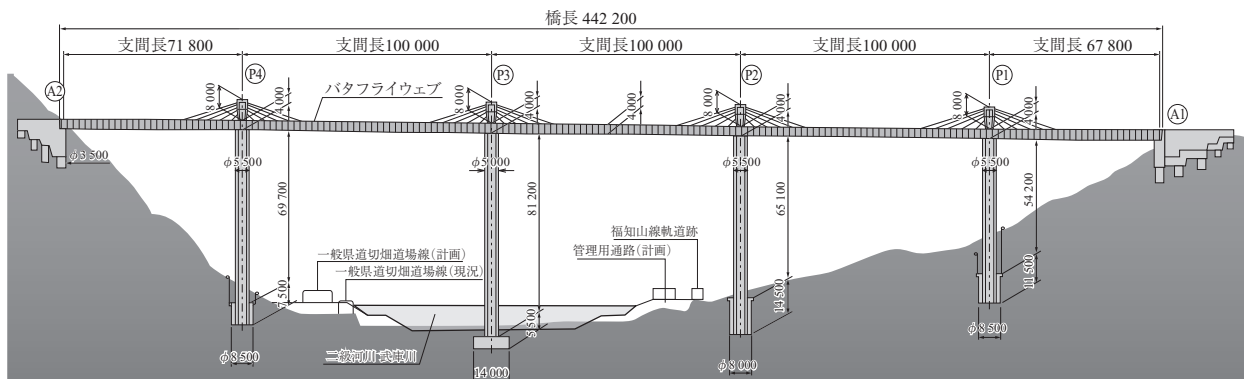 橋長 442 200
支間長71 800
支間長100 000
支間長100 000
支間長100 000
支間長 67 800
A2
P4
P3
P2
P1
A1
バタフライウェブ
8 000
4 000
8 000
4 000
4 000
8 000
4 000
8 000
4 000
φ3 500
φ5 500
φ5 000
φ5 500
φ5 500
69 700
81 200
65 100
54 200
福知山線軌道跡
管理用通路(計画)
一般県道切畑道場線(計画)
一般県道切畑道場線(現況)
7 500
5 500
14 500
11 500
二級河川 武庫川
φ8 500
14 000
φ8 000
φ8 500